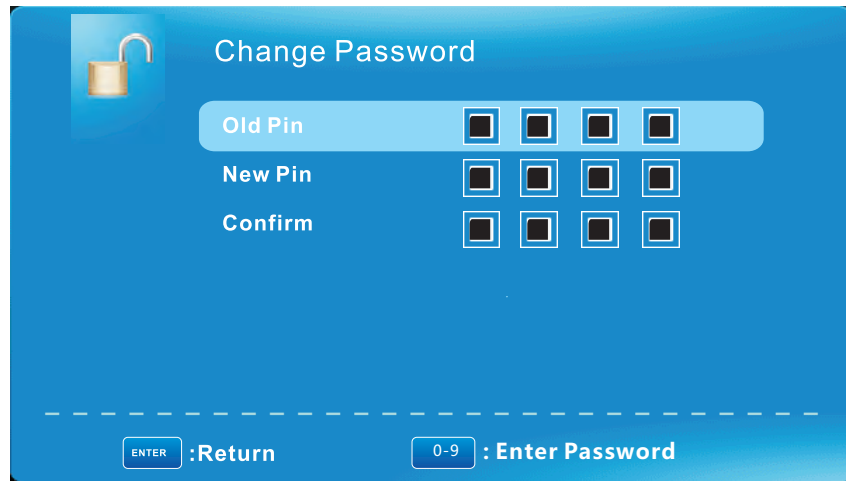 Change Password
Old Pin
New Pin
Confirm
ENTER :Return 0-9 : Enter Password